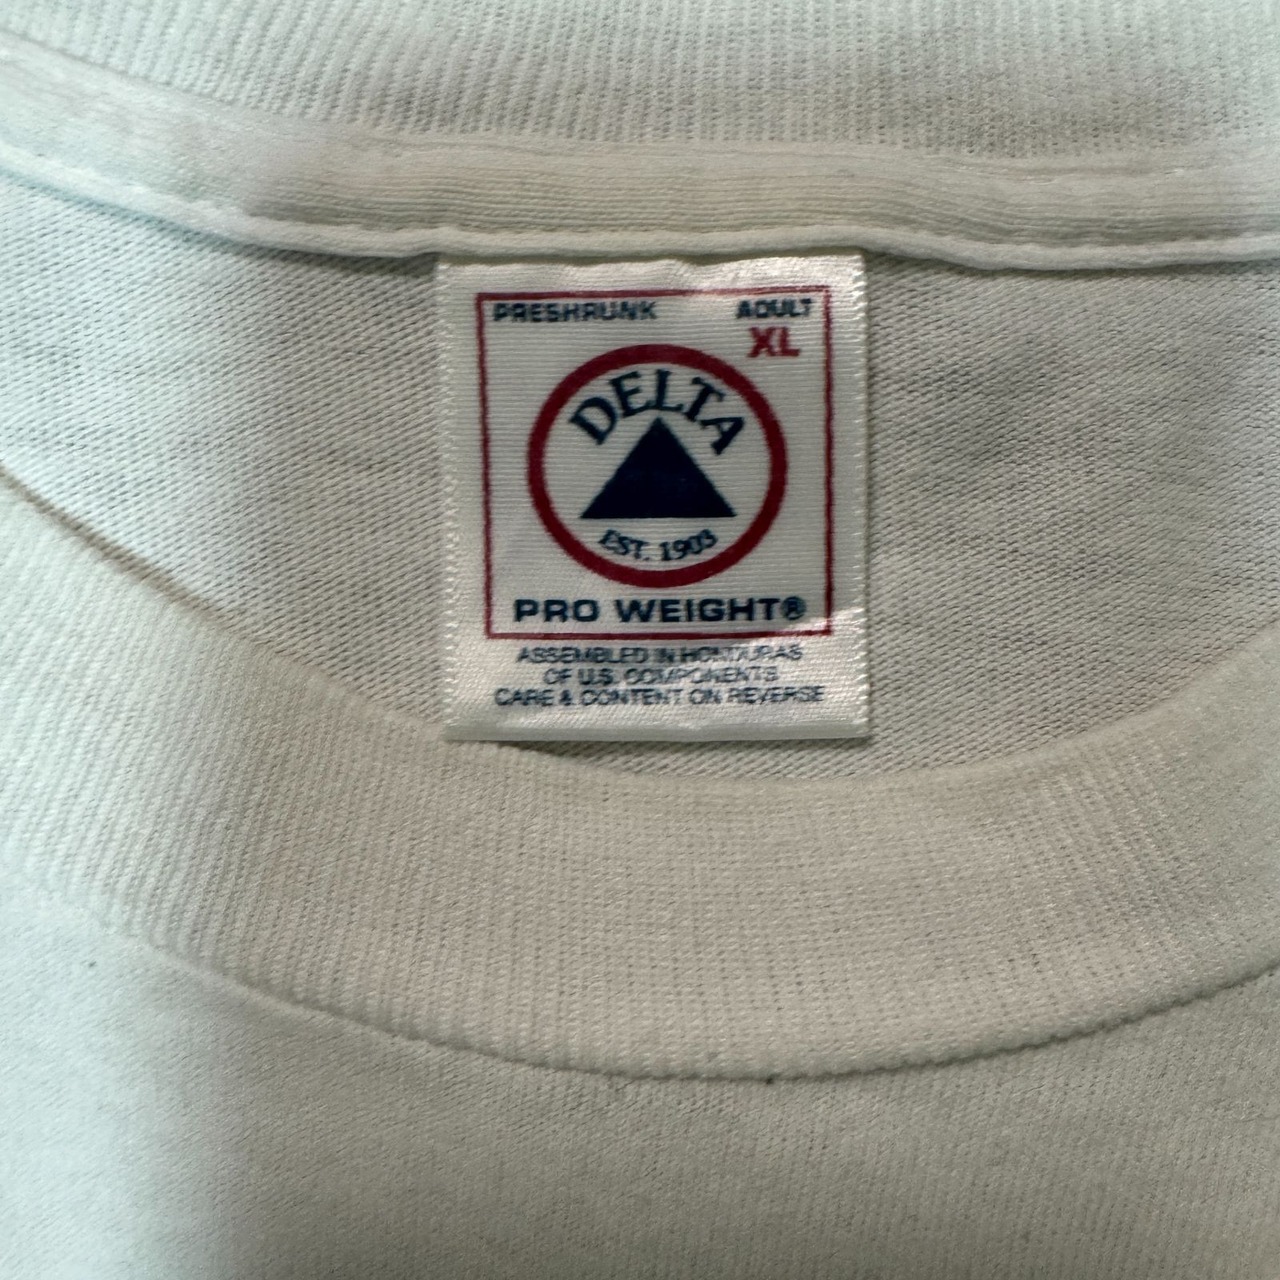 PRESHRUNK ADULT
XL
DELTA
EST. 1903
PRO WEIGHT®
ASSEMBLED IN HONDURAS
OF U.S. COMPONENTS
CARE & CONTENT ON REVERSE